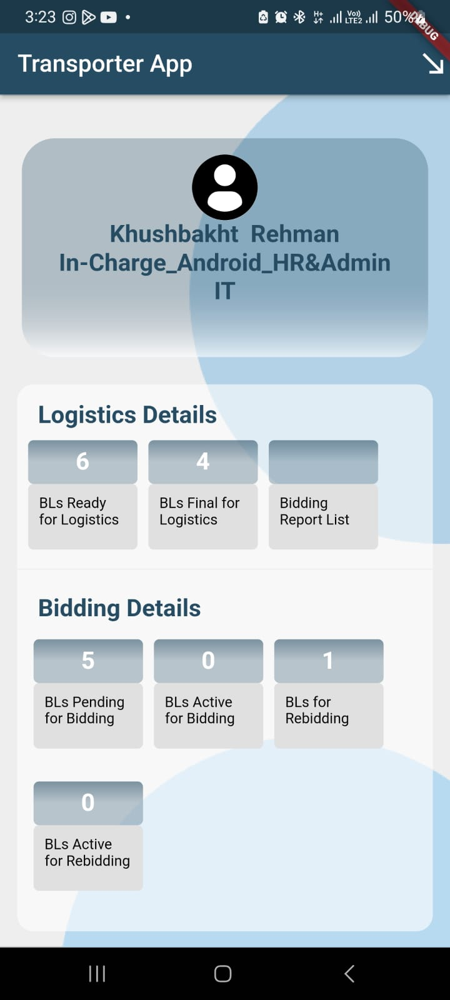 3:23
H+
Vo))
LTE2
50%
DEBUG
Transporter App
Khushbakht  Rehman
In-Charge_Android_HR&Admin
IT
Logistics Details
6
4
BLs Ready
for Logistics
BLs Final for
Logistics
Bidding
Report List
Bidding Details
5
0
1
BLs Pending
for Bidding
BLs Active
for Bidding
BLs for
Rebidding
0
BLs Active
for Rebidding